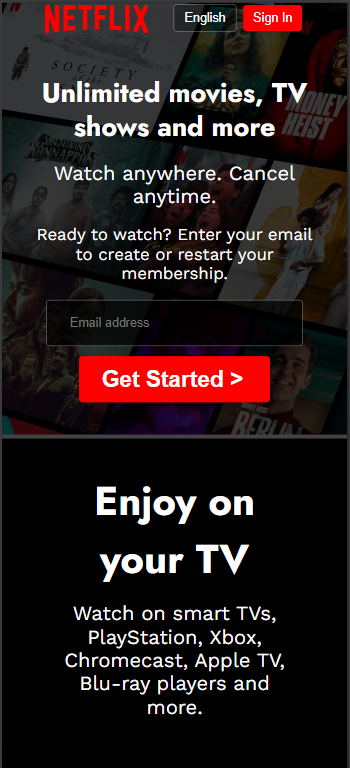 NETFLIX
English
Sign In
SOCIETY
MONEY
HEIST
Unlimited movies, TV
shows and more
Watch anywhere. Cancel
anytime.
Ready to watch? Enter your email
to create or restart your
membership.
Email address
Get Started >
BERLIN
Enjoy on
your TV
Watch on smart TVs,
PlayStation, Xbox,
Chromecast, Apple TV,
Blu-ray players and
more.